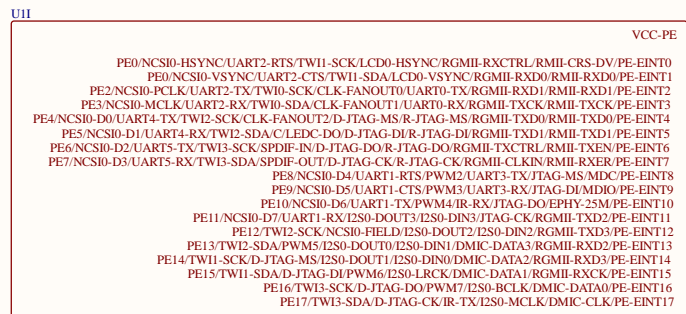 U1I
VCC-PE
PE0/NCSI0-HSYNC/UART2-RTS/TWI1-SCK/LCD0-HSYNC/RGMII-RXCTRL/RMII-CRS-DV/PE-EINT0
PE0/NCSI0-VSYNC/UART2-CTS/TWI1-SDA/LCD0-VSYNC/RGMII-RXD0/RMII-RXD0/PE-EINT1
PE2/NCSI0-PCLK/UART2-TX/TWI0-SCK/CLK-FANOUT0/UART0-TX/RGMII-RXD1/RMII-RXD1/PE-EINT2
PE3/NCSI0-MCLK/UART2-RX/TWI0-SDA/CLK-FANOUT1/UART0-RX/RGMII-TXCK/RMII-TXCK/PE-EINT3
PE4/NCSI0-D0/UART4-TX/TWI2-SCK/CLK-FANOUT2/D-JTAG-MS/R-JTAG-MS/RGMII-TXD0/RMII-TXD0/PE-EINT4
PE5/NCSI0-D1/UART4-RX/TWI2-SDA/C/LEDC-DO/D-JTAG-DI/R-JTAG-DI/RGMII-TXD1/RMII-TXD1/PE-EINT5
PE6/NCSI0-D2/UART5-TX/TWI3-SCK/SPDIF-IN/D-JTAG-DO/R-JTAG-DO/RGMII-TXCTRL/RMII-TXEN/PE-EINT6
PE7/NCSI0-D3/UART5-RX/TWI3-SDA/SPDIF-OUT/D-JTAG-CK/R-JTAG-CK/RGMII-CLKIN/RMII-RXER/PE-EINT7
PE8/NCSI0-D4/UART1-RTS/PWM2/UART3-TX/JTAG-MS/MDC/PE-EINT8
PE9/NCSI0-D5/UART1-CTS/PWM3/UART3-RX/JTAG-DI/MDIO/PE-EINT9
PE10/NCSI0-D6/UART1-TX/PWM4/IR-RX/JTAG-DO/EPHY-25M/PE-EINT10
PE11/NCSI0-D7/UART1-RX/I2S0-DOUT3/I2S0-DIN3/JTAG-CK/RGMII-TXD2/PE-EINT11
PE12/TWI2-SCK/NCSI0-FIELD/I2S0-DOUT2/I2S0-DIN2/RGMII-TXD3/PE-EINT12
PE13/TWI2-SDA/PWM5/I2S0-DOUT0/I2S0-DIN1/DMIC-DATA3/RGMII-RXD2/PE-EINT13
PE14/TWI1-SCK/D-JTAG-MS/I2S0-DOUT1/I2S0-DIN0/DMIC-DATA2/RGMII-RXD3/PE-EINT14
PE15/TWI1-SDA/D-JTAG-DI/PWM6/I2S0-LRCK/DMIC-DATA1/RGMII-RXCK/PE-EINT15
PE16/TWI3-SCK/D-JTAG-DO/PWM7/I2S0-BCLK/DMIC-DATA0/PE-EINT16
PE17/TWI3-SDA/D-JTAG-CK/IR-TX/I2S0-MCLK/DMIC-CLK/PE-EINT17